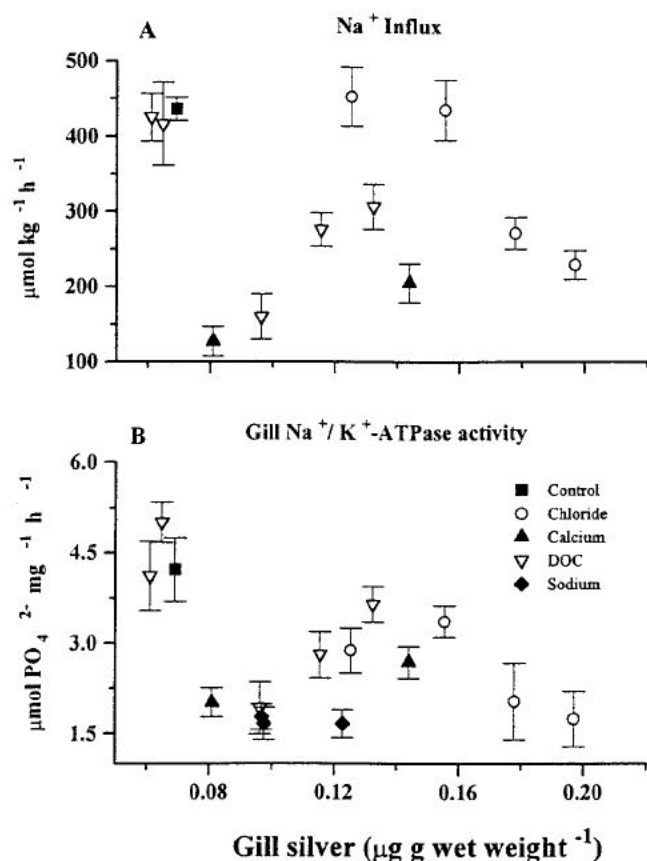 A Na⁺ Influx
500
400
300
200
100
μmol kg⁻¹ h⁻¹
B Gill Na⁺/ K⁺-ATPase activity
6.0
4.5
3.0
1.5
μmol PO₄²⁻ mg⁻¹ h⁻¹
Control
Chloride
Calcium
DOC
Sodium
0.08 0.12 0.16 0.20
Gill silver (μg g wet weight⁻¹)